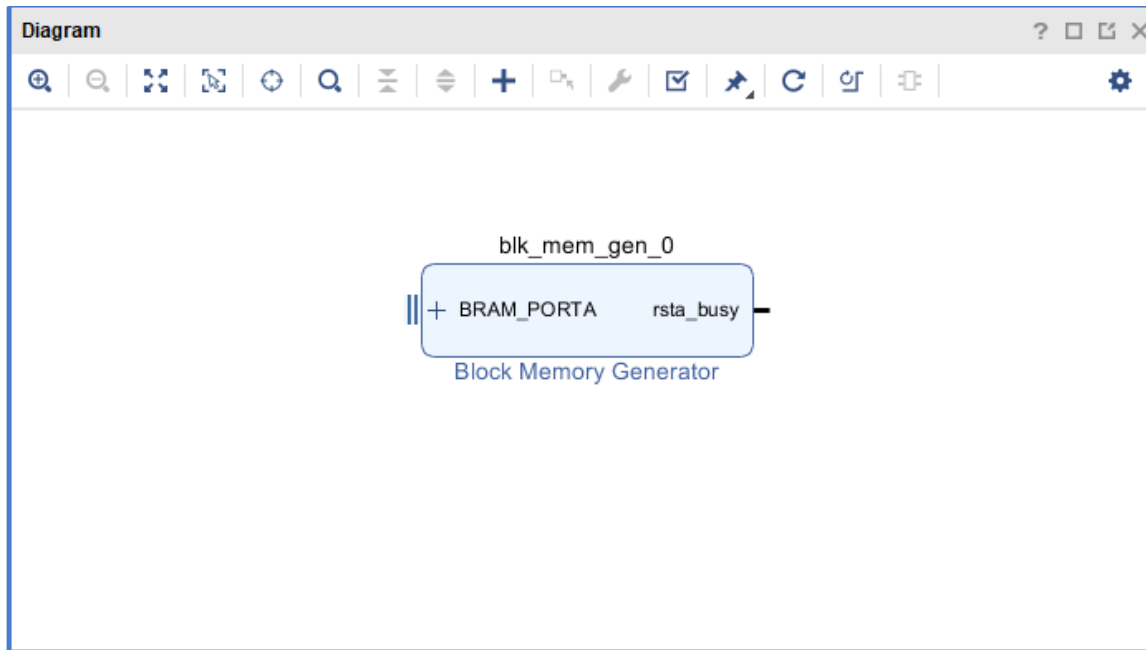 Diagram
blk_mem_gen_0
BRAM_PORTA rsta_busy
Block Memory Generator